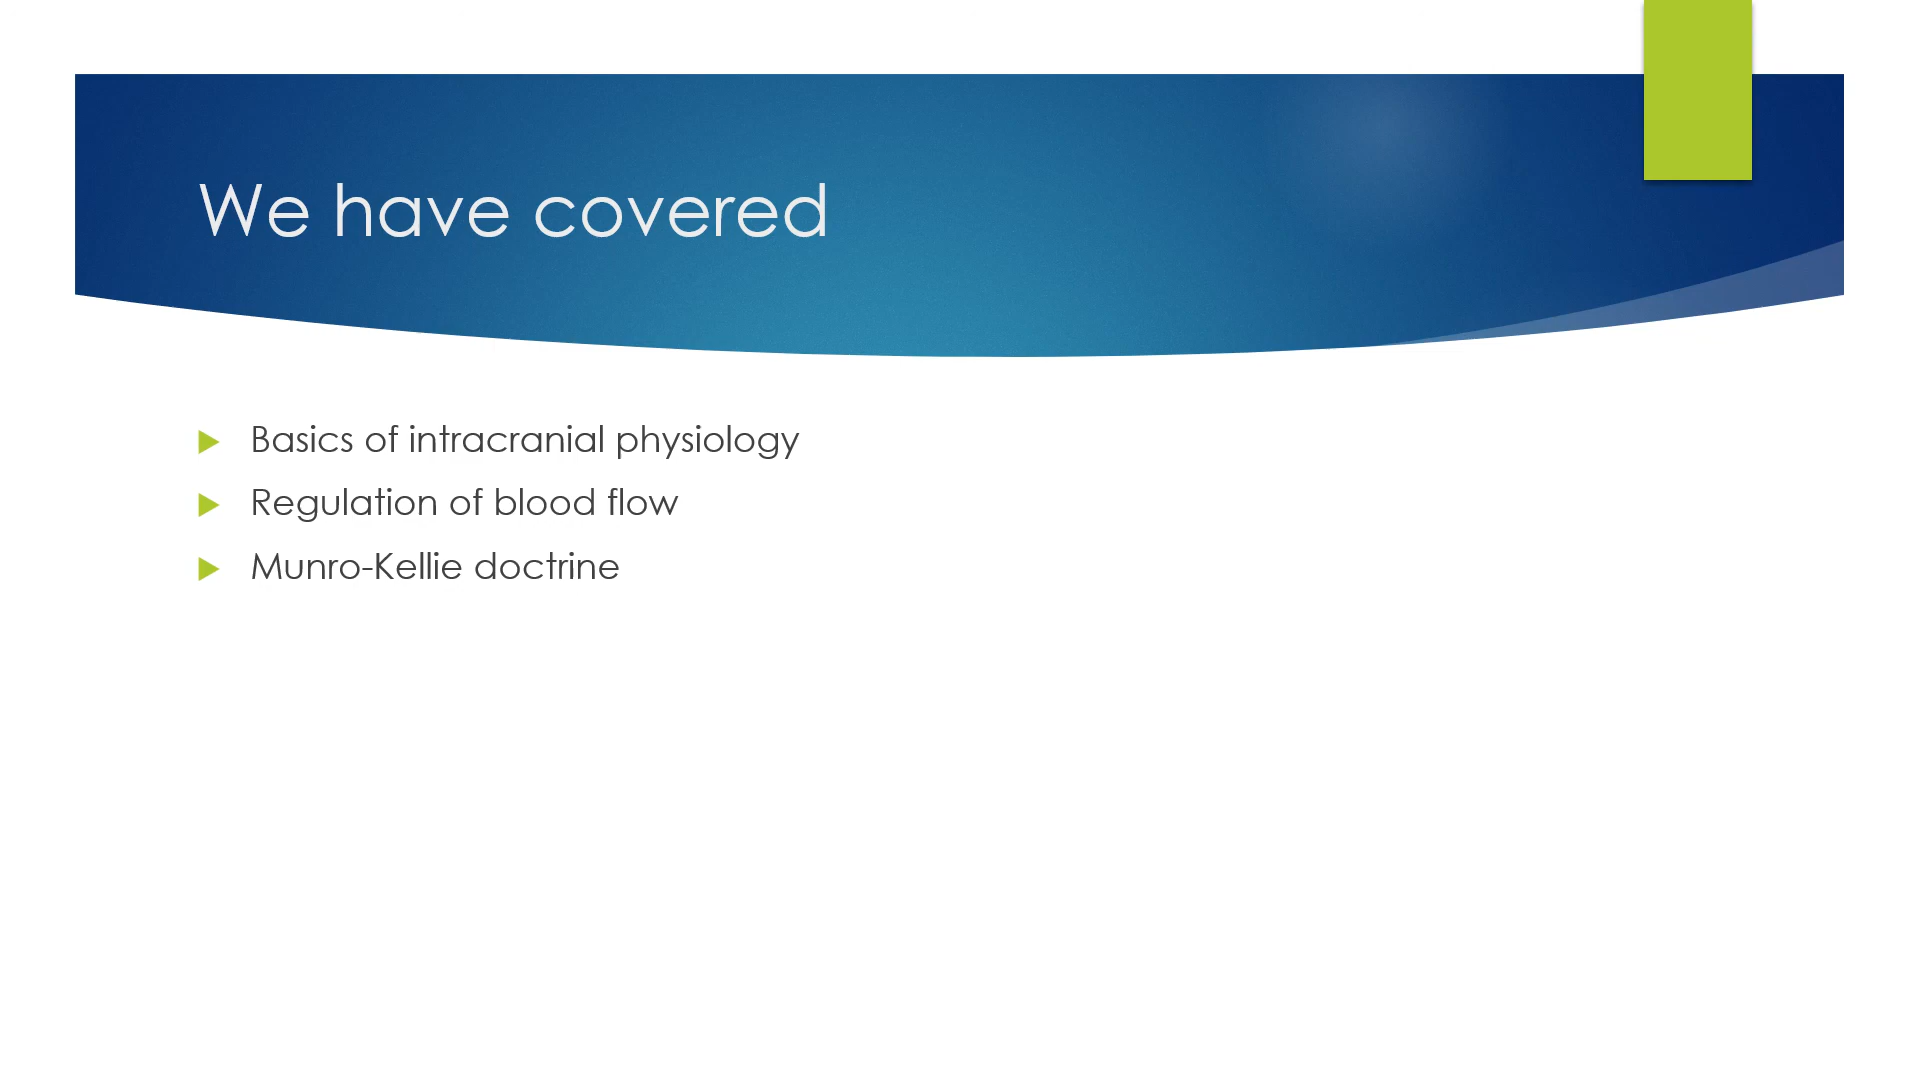 We have covered
Basics of intracranial physiology
Regulation of blood flow
Munro-Kellie doctrine